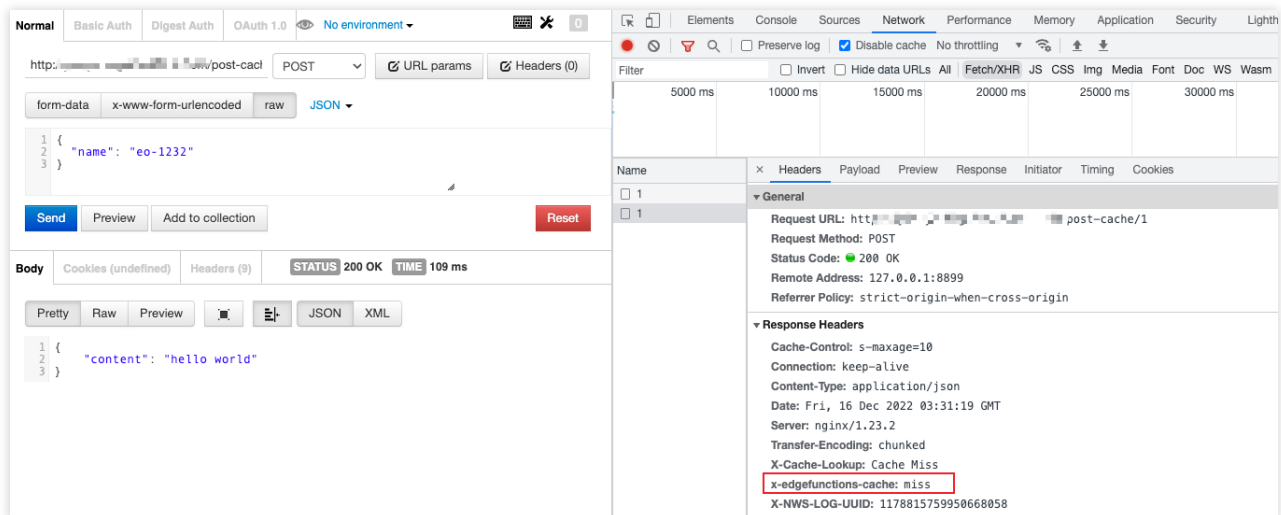 Normal Basic Auth Digest Auth OAuth 1.0 No environment 0
http: /post-cacl POST URL params Headers (0)
form-data x-www-form-urlencoded raw JSON
1 {
2 "name": "eo-1232"
3 }
Send Preview Add to collection Reset
Body Cookies (undefined) Headers (9) STATUS 200 OK TIME 109 ms
Pretty Raw Preview JSON XML
1 {
2 "content": "hello world"
3 }
Elements Console Sources Network Performance Memory Application Security Lighth
Preserve log Disable cache No throttling
Filter Invert Hide data URLs All Fetch/XHR JS CSS Img Media Font Doc WS Wasm
5000 ms 10000 ms 15000 ms 20000 ms 25000 ms 30000 ms
Name
1
1
× Headers Payload Preview Response Initiator Timing Cookies
General
Request URL: htt post-cache/1
Request Method: POST
Status Code: 200 OK
Remote Address: 127.0.0.1:8899
Referrer Policy: strict-origin-when-cross-origin
Response Headers
Cache-Control: s-maxage=10
Connection: keep-alive
Content-Type: application/json
Date: Fri, 16 Dec 2022 03:31:19 GMT
Server: nginx/1.23.2
Transfer-Encoding: chunked
X-Cache-Lookup: Cache Miss
x-edgefunctions-cache: miss
X-NWS-LOG-UUID: 1178815759950668058